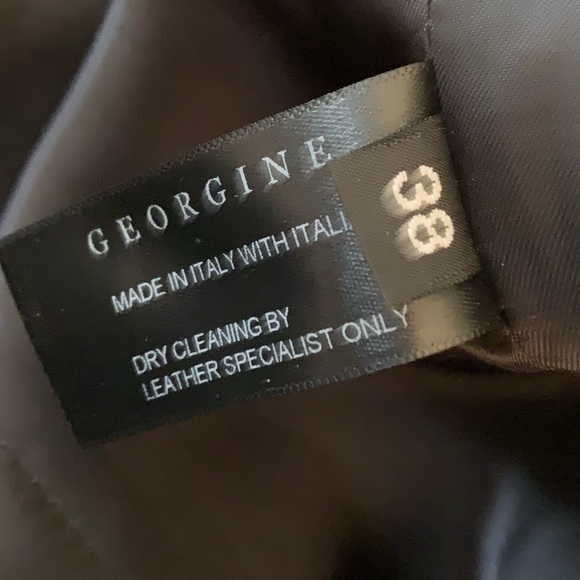 GEORGINE
38
MADE IN ITALY WITH ITALI
DRY CLEANING BY
LEATHER SPECIALIST ONLY